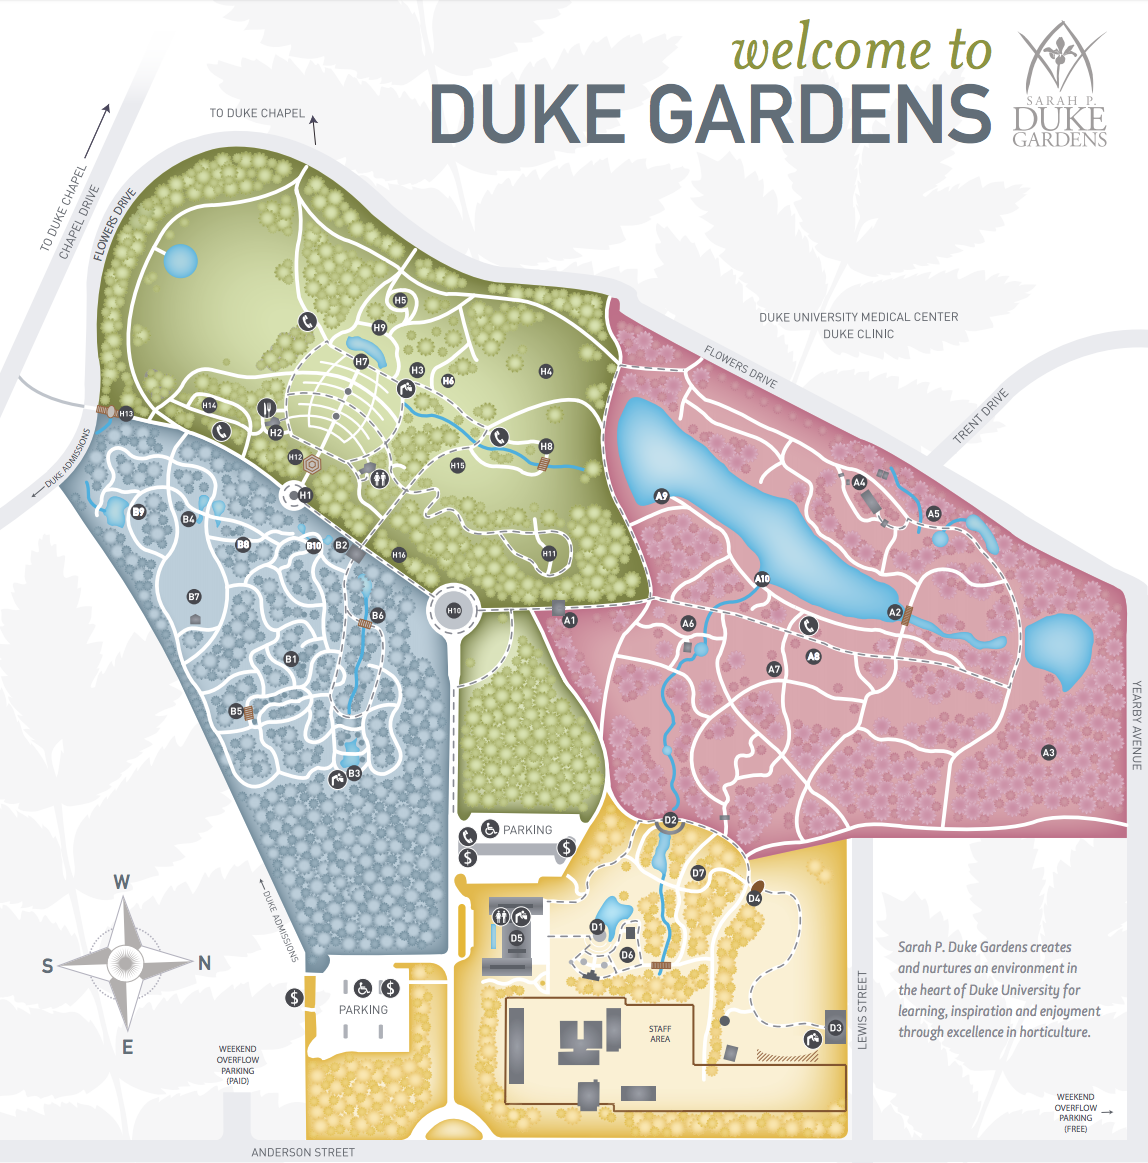 welcome to
DUKE GARDENS
SARAH P.
DUKE
GARDENS
TO DUKE CHAPEL
TO DUKE CHAPEL
CHAPEL DRIVE
FLOWERS DRIVE
DUKE UNIVERSITY MEDICAL CENTER
DUKE CLINIC
FLOWERS DRIVE
TRENT DRIVE
H5
H9
H7
H3
H6
H4
H14
H13
H2
H8
H12
H15
H1
DUKE ADMISSIONS
A4
A9
A5
B9
B4
B8
B10
B2
H16
H11
A10
B7
H10
A1
A2
B6
A6
A8
B1
A7
YEARBY AVENUE
B5
A3
B3
D2
PARKING
$
$
D7
W
D4
DUKE ADMISSIONS
D1
D5
D6
Sarah P. Duke Gardens creates
and nurtures an environment in
the heart of Duke University for
learning, inspiration and enjoyment
through excellence in horticulture.
S
N
$
$
PARKING
LEWIS STREET
STAFF
AREA
D3
E
WEEKEND
OVERFLOW
PARKING
(PAID)
WEEKEND
OVERFLOW
PARKING
(FREE)
ANDERSON STREET